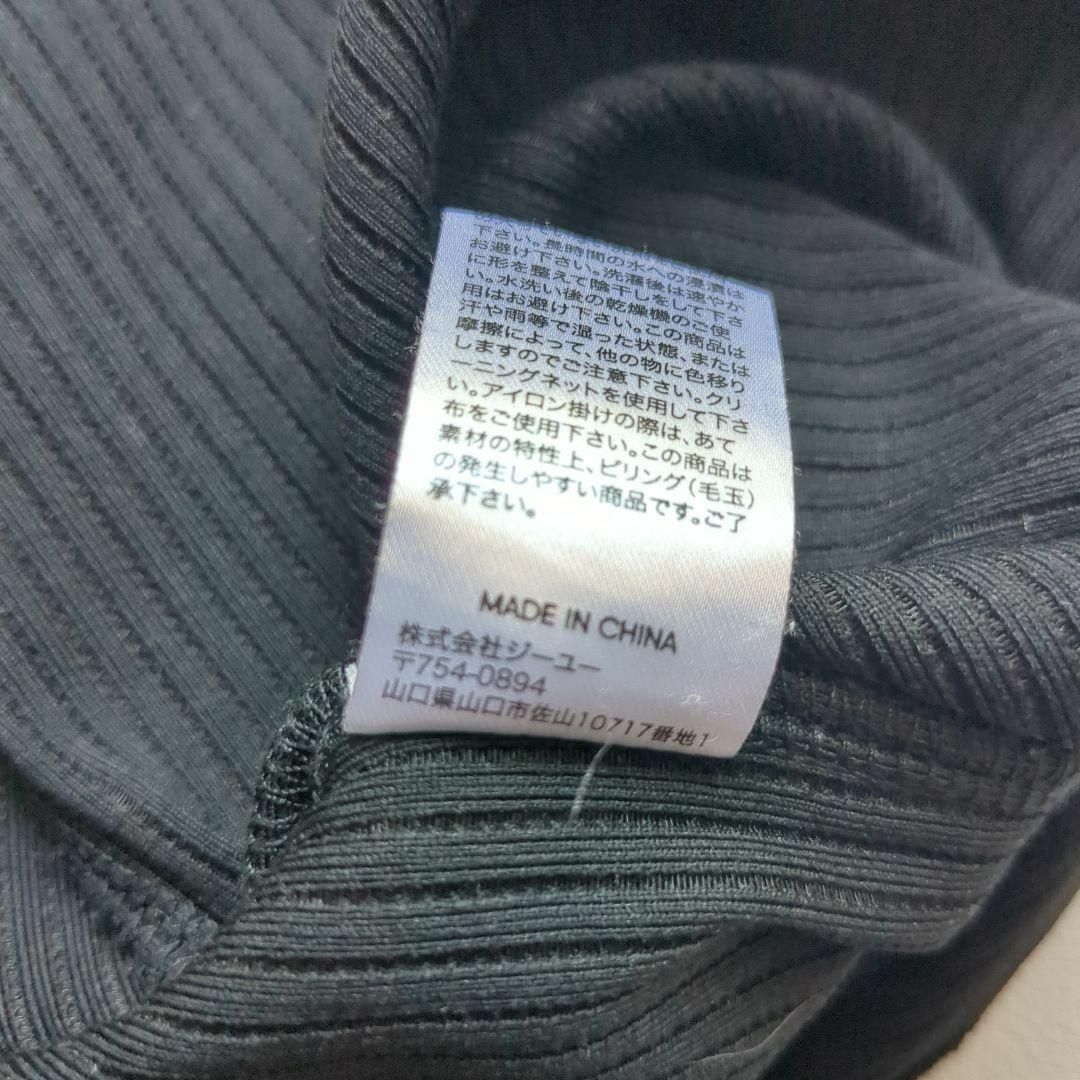 下さい。長時間の水への浸漬は
お避け下さい。洗濯後は速やか
に形を整えて陰干しをして下さ
い。水洗い後の乾燥機のご使
用はお避け下さい。この商品は
汗や雨等で湿った状態、または
摩擦によって、他の物に色移り
しますのでご注意下さい。クリ
ーニングネットを使用して下さ
い。アイロン掛けの際は、あて
布をご使用下さい。この商品は
素材の特性上、ピリング(毛玉)
の発生しやすい商品です。ご了
承下さい。
MADE IN CHINA
株式会社ジーユー
〒754-0894
山口県山口市佐山10717番地1